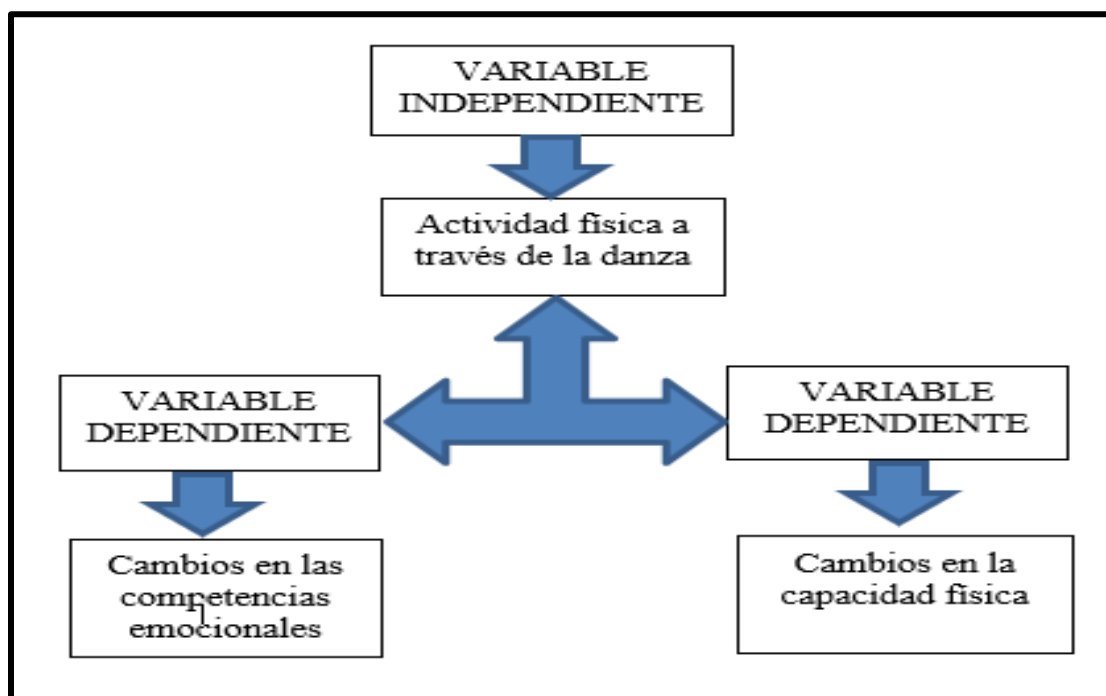 VARIABLE
INDEPENDIENTE
Actividad física a
través de la danza
VARIABLE
DEPENDIENTE
VARIABLE
DEPENDIENTE
Cambios en las
competencias
emocionales
Cambios en la
capacidad física